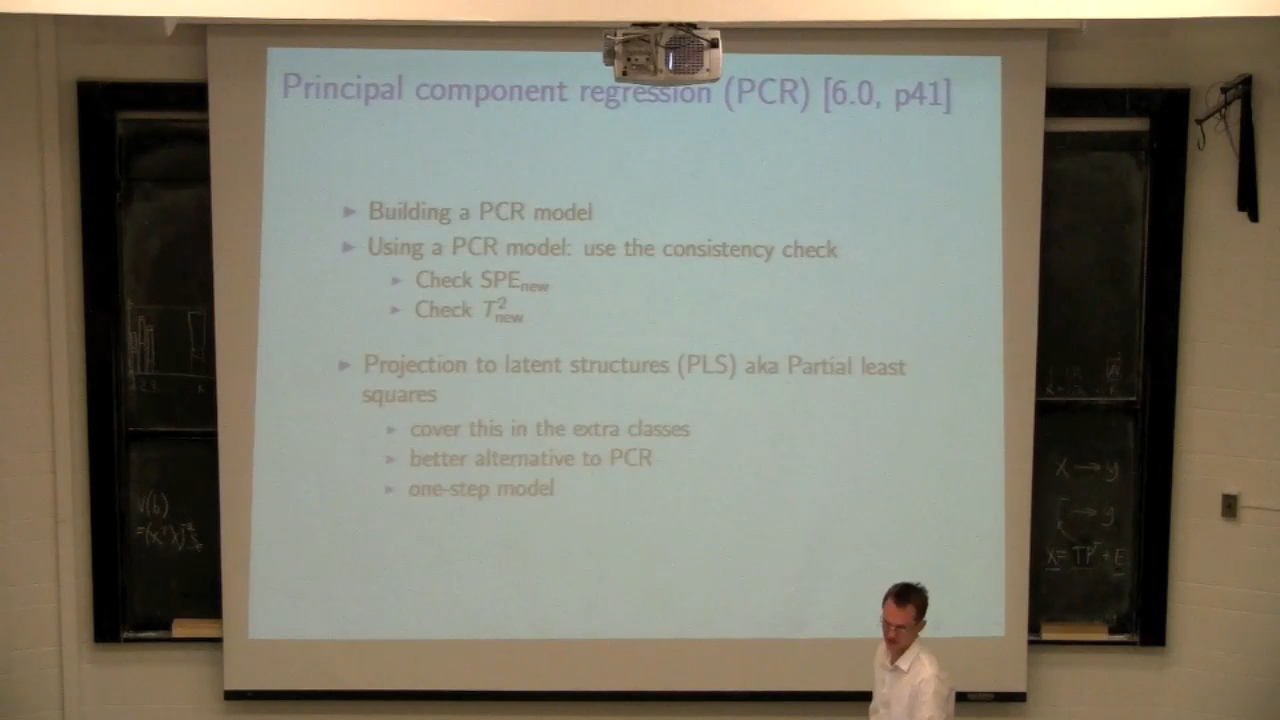 Principal component regression (PCR) [6.0, p41]
Building a PCR model
Using a PCR model: use the consistency check
Check SPEnew
Check T²new
Projection to latent structures (PLS) aka Partial least
squares
cover this in the extra classes
better alternative to PCR
one-step model
V(b)
X → y
→ y
X = TP' + E